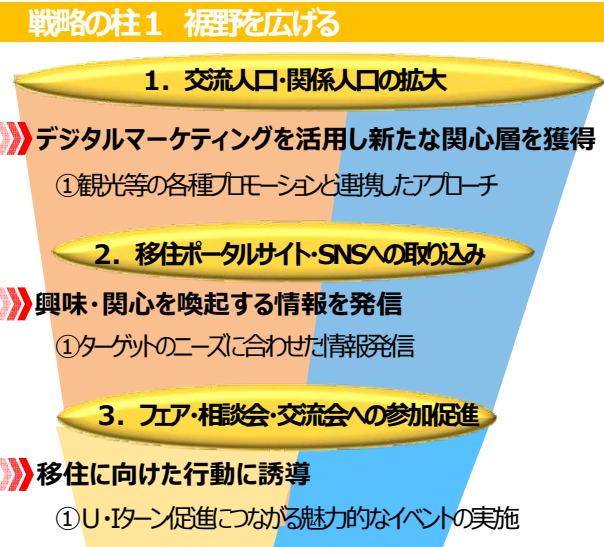 戦略の柱１ 裾野を広げる
１．交流人口・関係人口の拡大
デジタルマーケティングを活用し新たな関心層を獲得
①観光等の各種プロモーションと連携したアプローチ
２．移住ポータルサイト・SNSへの取り込み
興味・関心を喚起する情報を発信
①ターゲットのニーズに合わせた情報発信
３．フェア・相談会・交流会への参加促進
移住に向けた行動に誘導
①Ｕ・Iターン促進につながる魅力的なイベントの実施